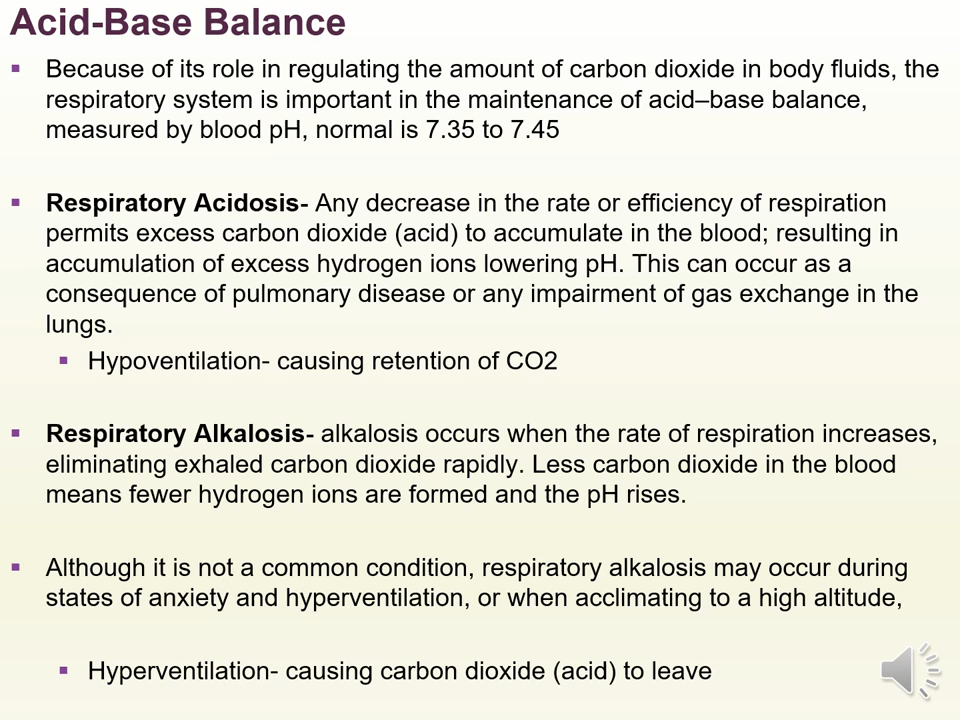 Acid-Base Balance
▪ Because of its role in regulating the amount of carbon dioxide in body fluids, the
respiratory system is important in the maintenance of acid–base balance,
measured by blood pH, normal is 7.35 to 7.45
▪ Respiratory Acidosis- Any decrease in the rate or efficiency of respiration
permits excess carbon dioxide (acid) to accumulate in the blood; resulting in
accumulation of excess hydrogen ions lowering pH. This can occur as a
consequence of pulmonary disease or any impairment of gas exchange in the
lungs.
▪ Hypoventilation- causing retention of CO2
▪ Respiratory Alkalosis- alkalosis occurs when the rate of respiration increases,
eliminating exhaled carbon dioxide rapidly. Less carbon dioxide in the blood
means fewer hydrogen ions are formed and the pH rises.
▪ Although it is not a common condition, respiratory alkalosis may occur during
states of anxiety and hyperventilation, or when acclimating to a high altitude,
▪ Hyperventilation- causing carbon dioxide (acid) to leave